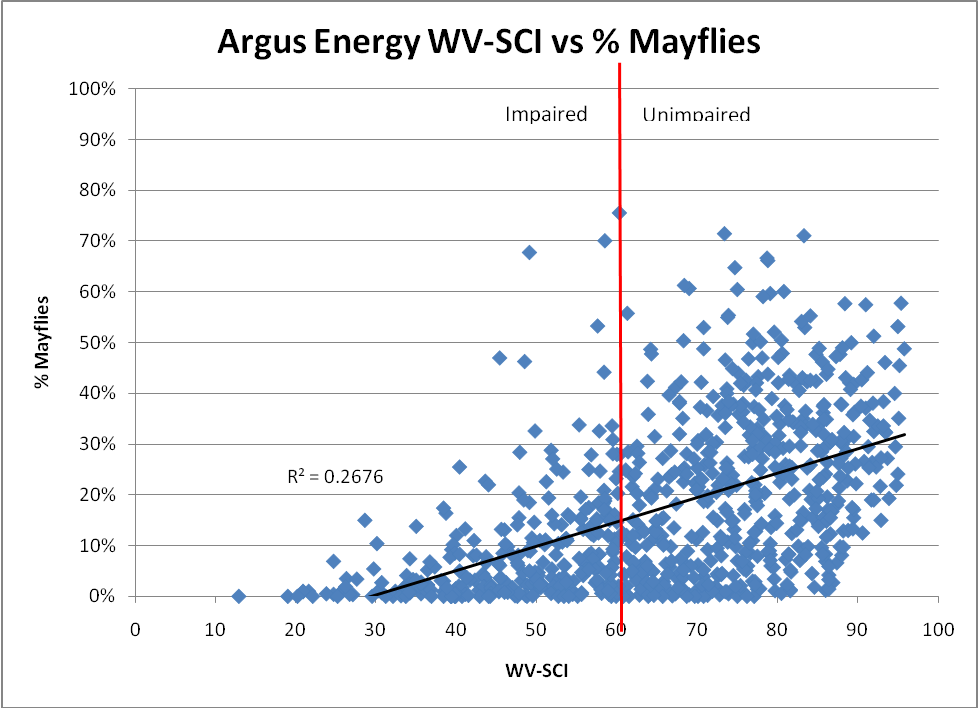 Argus Energy WV-SCI vs % Mayflies
Impaired
Unimpaired
100%
90%
80%
70%
60%
50%
40%
30%
20%
10%
0%
% Mayflies
R² = 0.2676
0 10 20 30 40 50 60 70 80 90 100
WV-SCI